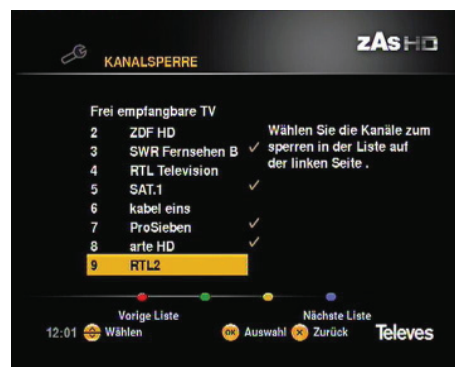 zAs HD
KANALSPERRE
Frei empfangbare TV
2 ZDF HD
3 SWR Fernsehen B ✓
4 RTL Television
5 SAT.1 ✓
6 kabel eins
7 ProSieben ✓
8 arte HD ✓
9 RTL2
Wählen Sie die Kanäle zum
sperren in der Liste auf
der linken Seite .
Vorige Liste Nächste Liste
12:01 Wählen OK Auswahl Zurück Televes